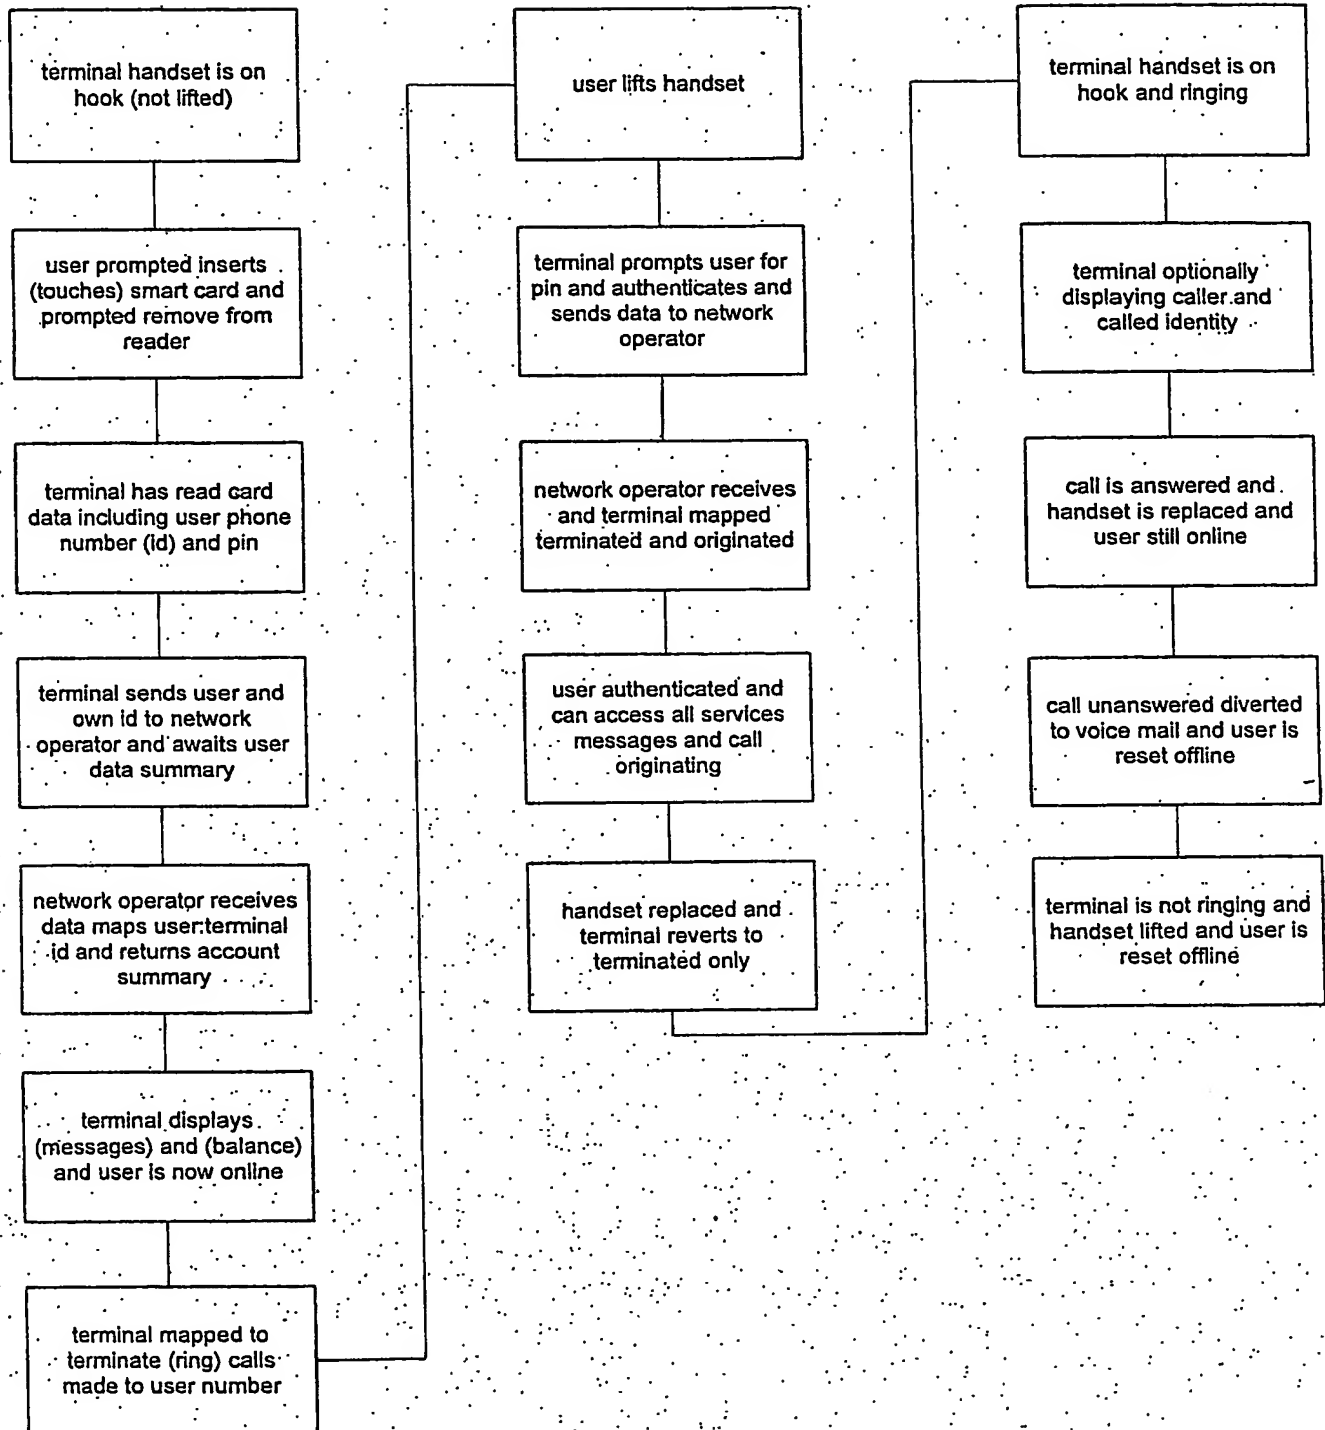 terminal handset is on
hook (not lifted)
user prompted inserts
(touches) smart card and
prompted remove from
reader
terminal has read card
data including user phone
number (id) and pin
terminal sends user and
own id to network
operator and awaits user
data summary
network operator receives
data maps user:terminal
id and returns account
summary
terminal displays
(messages) and (balance)
and user is now online
terminal mapped to
terminate (ring) calls
made to user number
user lifts handset
terminal prompts user for
pin and authenticates and
sends data to network
operator
network operator receives
and terminal mapped
terminated and originated
user authenticated and
can access all services
messages and call
originating
handset replaced and
terminal reverts to
terminated only
terminal handset is on
hook and ringing
terminal optionally
displaying caller and
called identity
call is answered and
handset is replaced and
user still online
call unanswered diverted
to voice mail and user is
reset offline
terminal is not ringing and
handset lifted and user is
reset offline